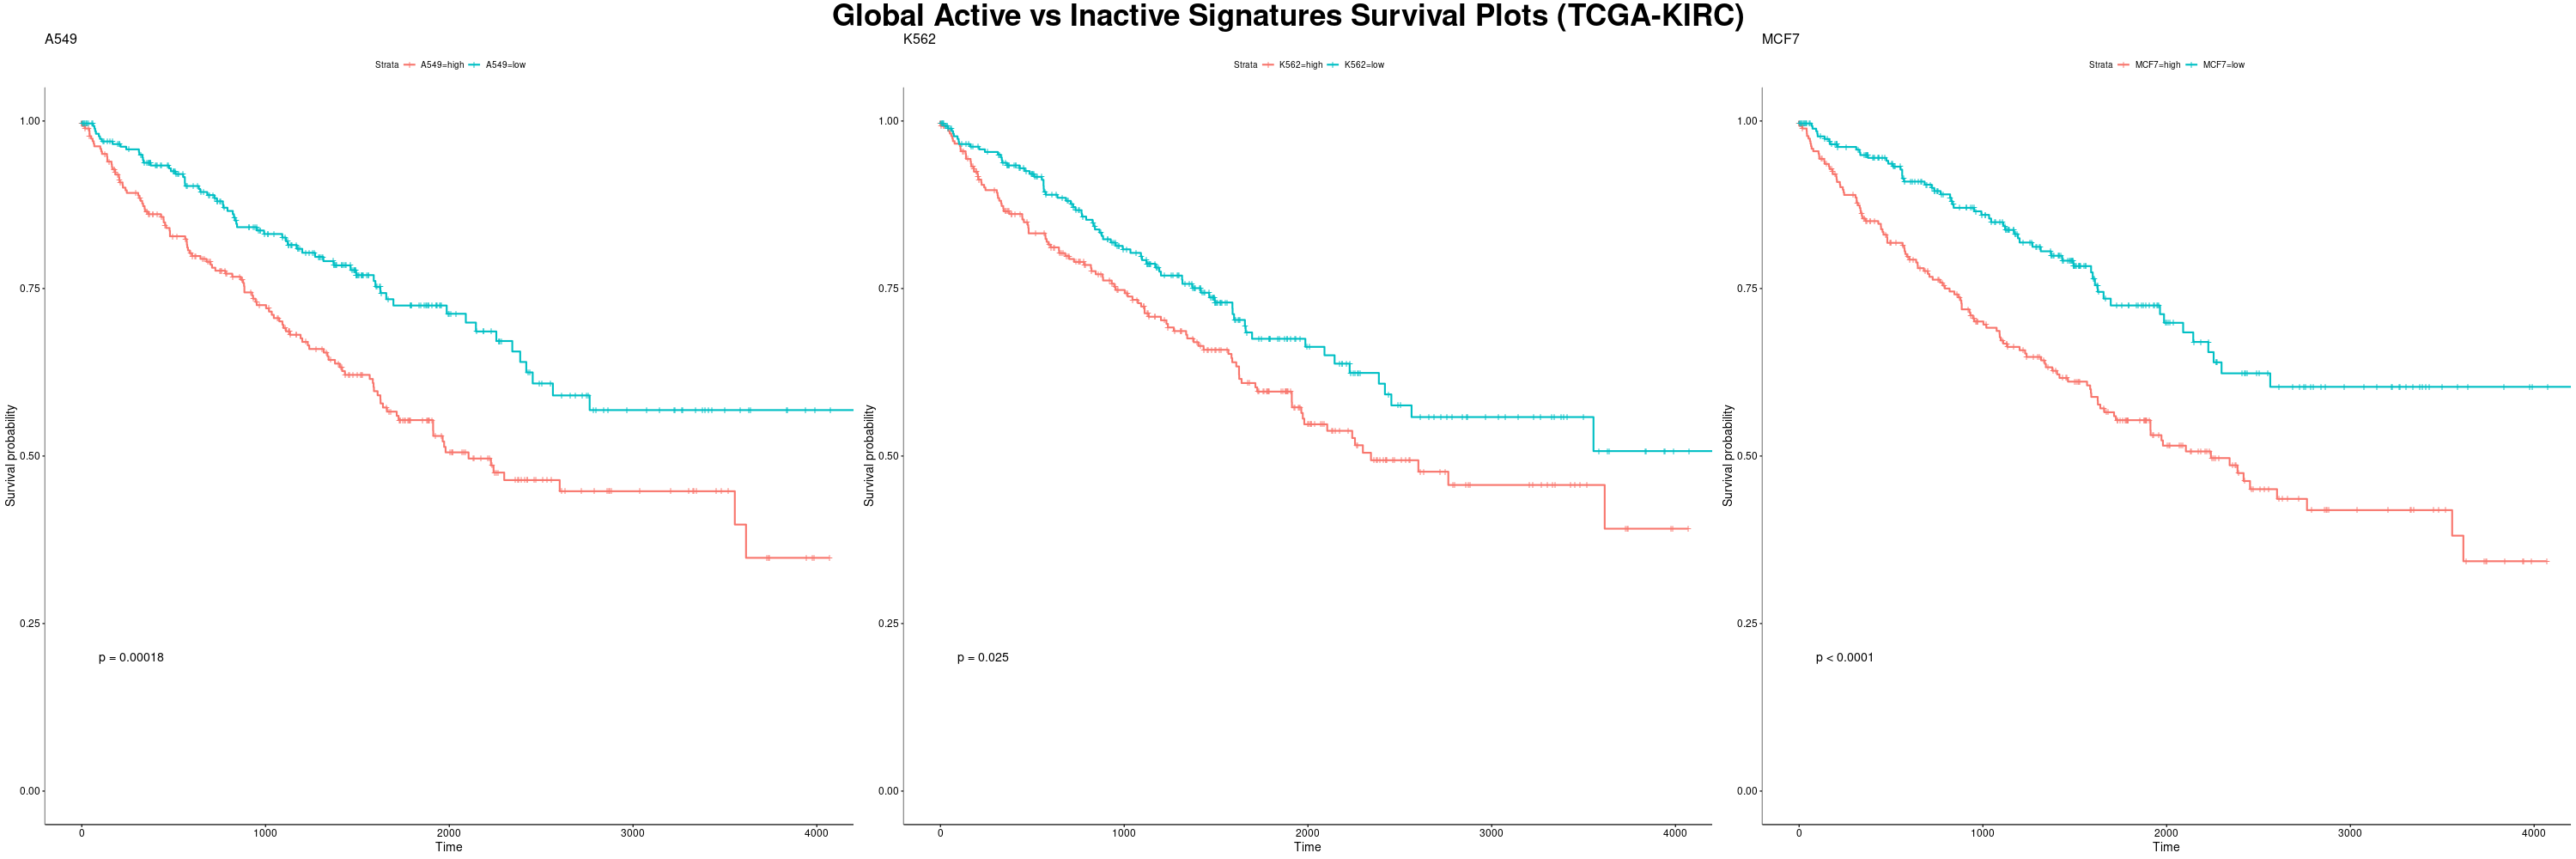 Global Active vs Inactive Signatures Survival Plots (TCGA-KIRC)
A549
Strata A549=high A549=low
1.00
0.75
0.50
0.25
0.00
Survival probability
p = 0.00018
0 1000 2000 3000 4000
Time
K562
Strata K562=high K562=low
1.00
0.75
0.50
0.25
0.00
Survival probability
p = 0.025
0 1000 2000 3000 4000
Time
MCF7
Strata MCF7=high MCF7=low
1.00
0.75
0.50
0.25
0.00
Survival probability
p < 0.0001
0 1000 2000 3000 4000
Time